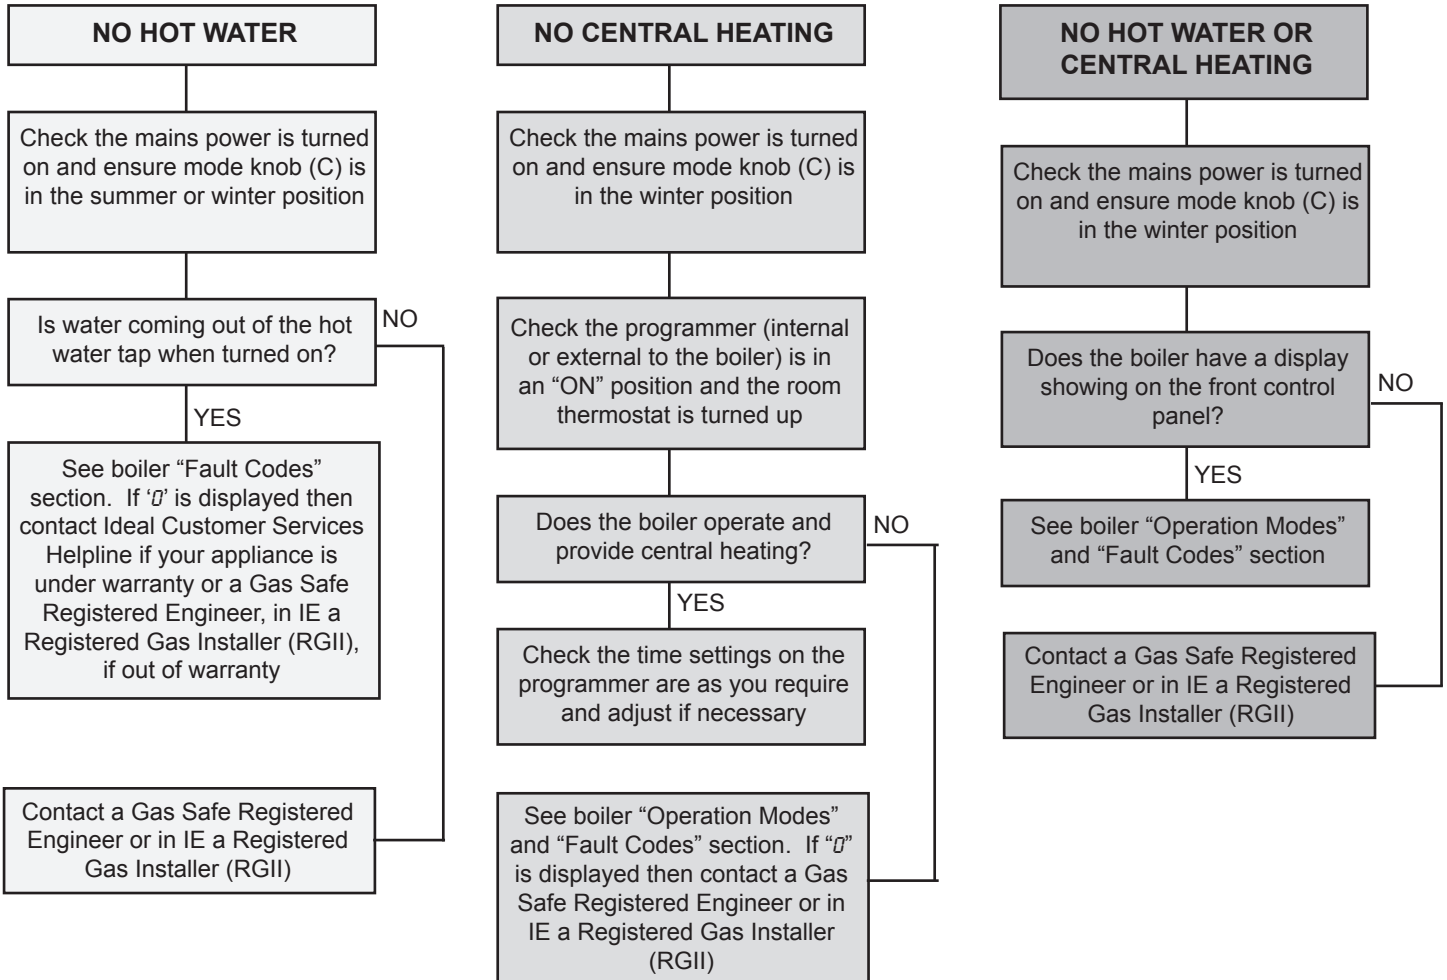 NO HOT WATER
Check the mains power is turned
on and ensure mode knob (C) is
in the summer or winter position
Is water coming out of the hot
water tap when turned on?
NO
YES
See boiler “Fault Codes”
section. If ‘0’ is displayed then
contact Ideal Customer Services
Helpline if your appliance is
under warranty or a Gas Safe
Registered Engineer, in IE a
Registered Gas Installer (RGII),
if out of warranty
Contact a Gas Safe Registered
Engineer or in IE a Registered
Gas Installer (RGII)
NO CENTRAL HEATING
Check the mains power is turned
on and ensure mode knob (C) is
in the winter position
Check the programmer (internal
or external to the boiler) is in
an “ON” position and the room
thermostat is turned up
Does the boiler operate and
provide central heating?
NO
YES
Check the time settings on the
programmer are as you require
and adjust if necessary
See boiler “Operation Modes”
and “Fault Codes” section. If “0”
is displayed then contact a Gas
Safe Registered Engineer or in
IE a Registered Gas Installer
(RGII)
NO HOT WATER OR
CENTRAL HEATING
Check the mains power is turned
on and ensure mode knob (C) is
in the winter position
Does the boiler have a display
showing on the front control
panel?
NO
YES
See boiler “Operation Modes”
and “Fault Codes” section
Contact a Gas Safe Registered
Engineer or in IE a Registered
Gas Installer (RGII)